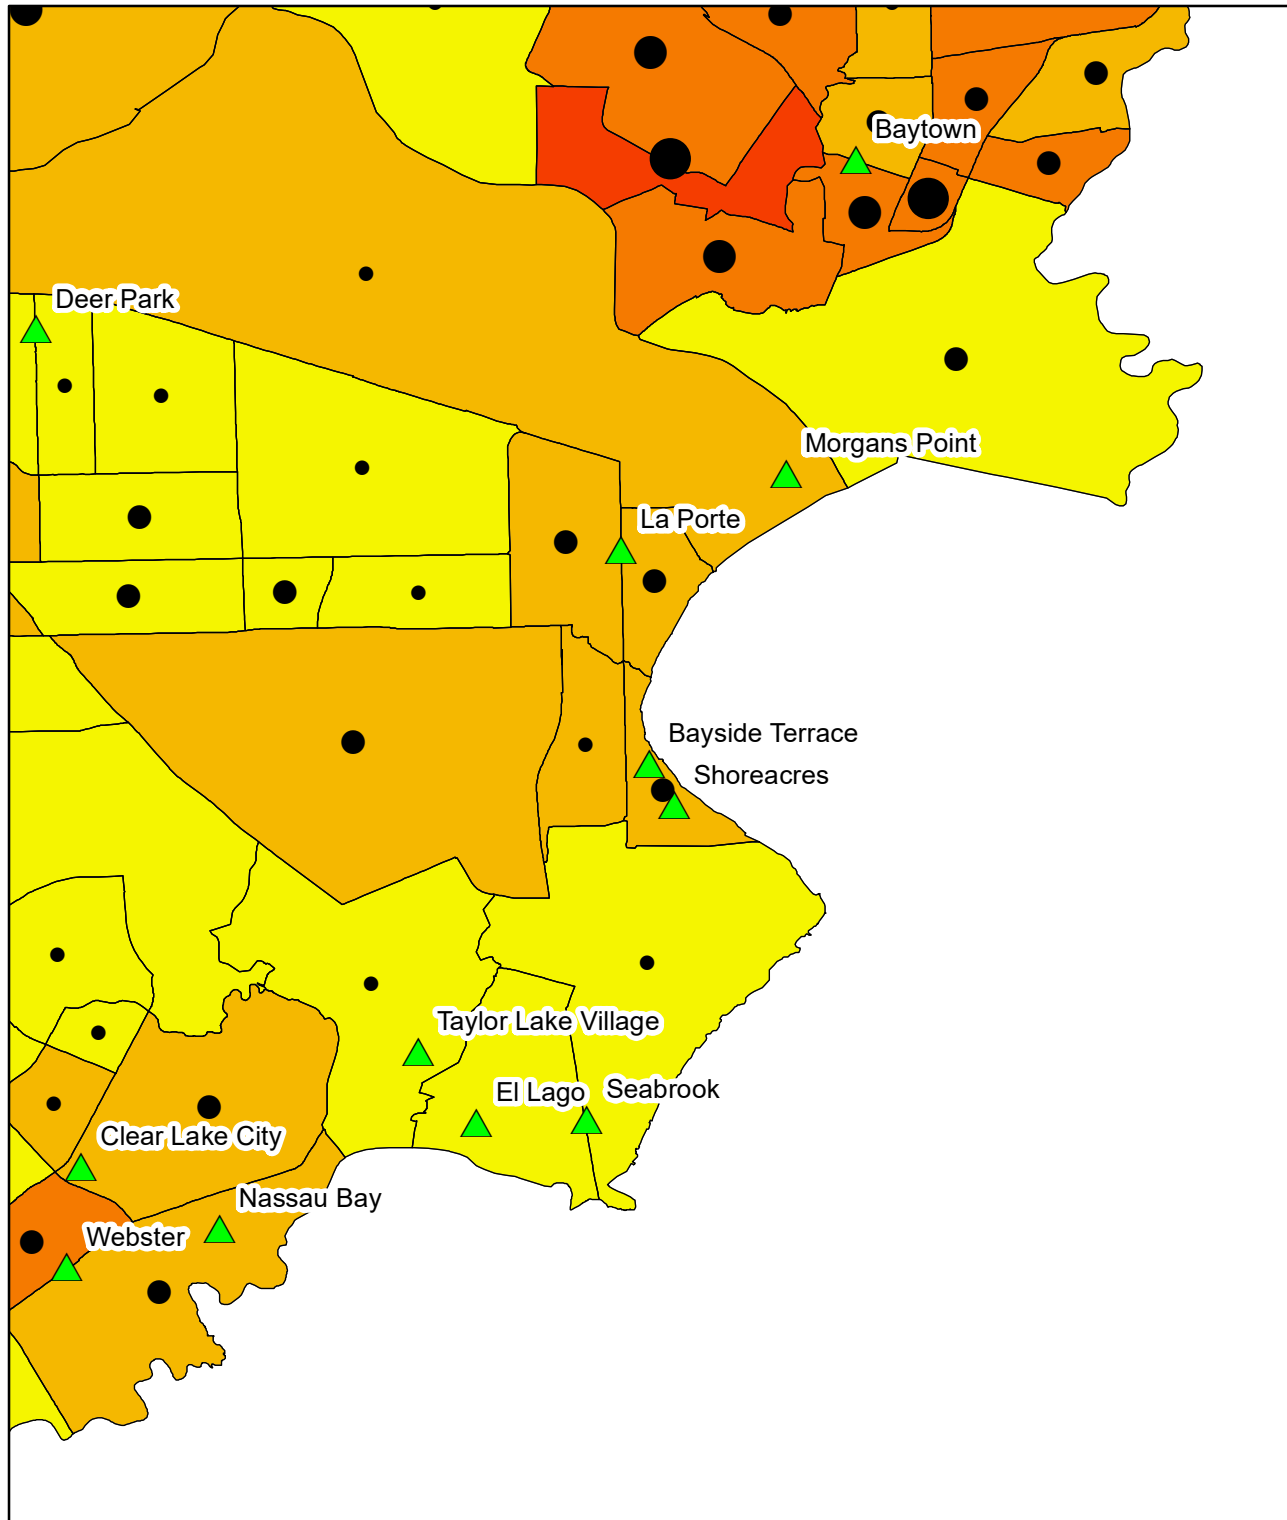 Baytown
Deer Park
Morgans Point
La Porte
Bayside Terrace
Shoreacres
Taylor Lake Village
El Lago
Seabrook
Clear Lake City
Nassau Bay
Webster